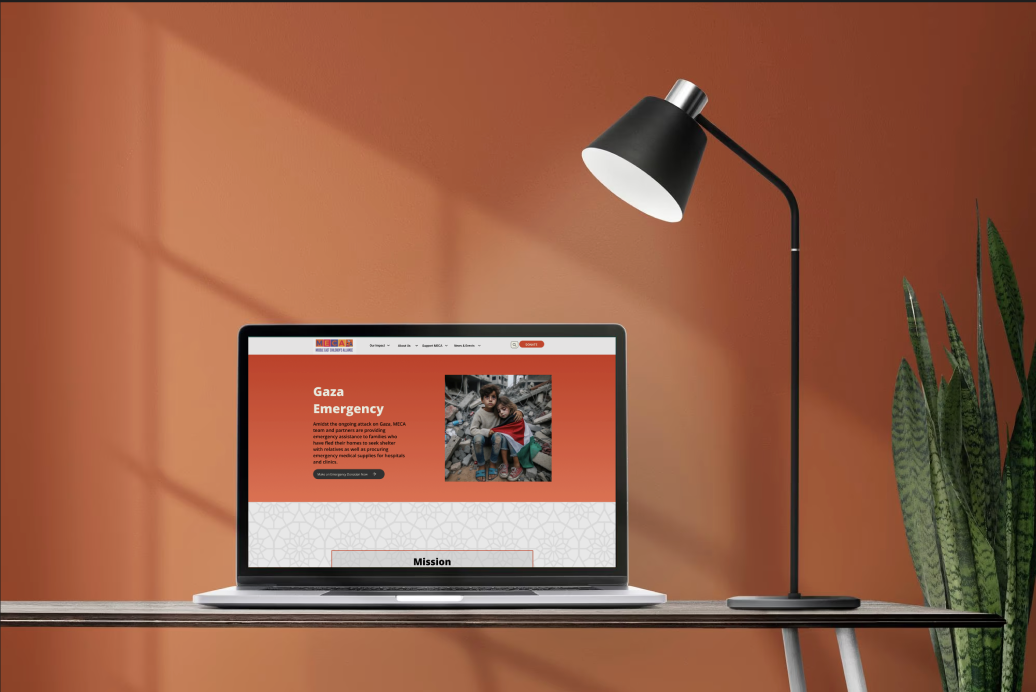 MECA
MIDDLE EAST CHILDREN'S ALLIANCE
Our Impact
About Us
Support MECA
News & Events
DONATE
Gaza
Emergency
Amidst the ongoing attack on Gaza, MECA
team and partners are providing
emergency assistance to families who
have fled their homes to seek shelter
with relatives as well as procuring
emergency medical supplies for hospitals
and clinics.
Make a Emergency Donation Now
Mission